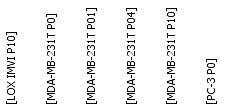 [LOX IMVI P10]
[MDA-MB-231T P0]
[MDA-MB-231T P01]
[MDA-MB-231T P04]
[MDA-MB-231T P10]
[PC-3 P0]